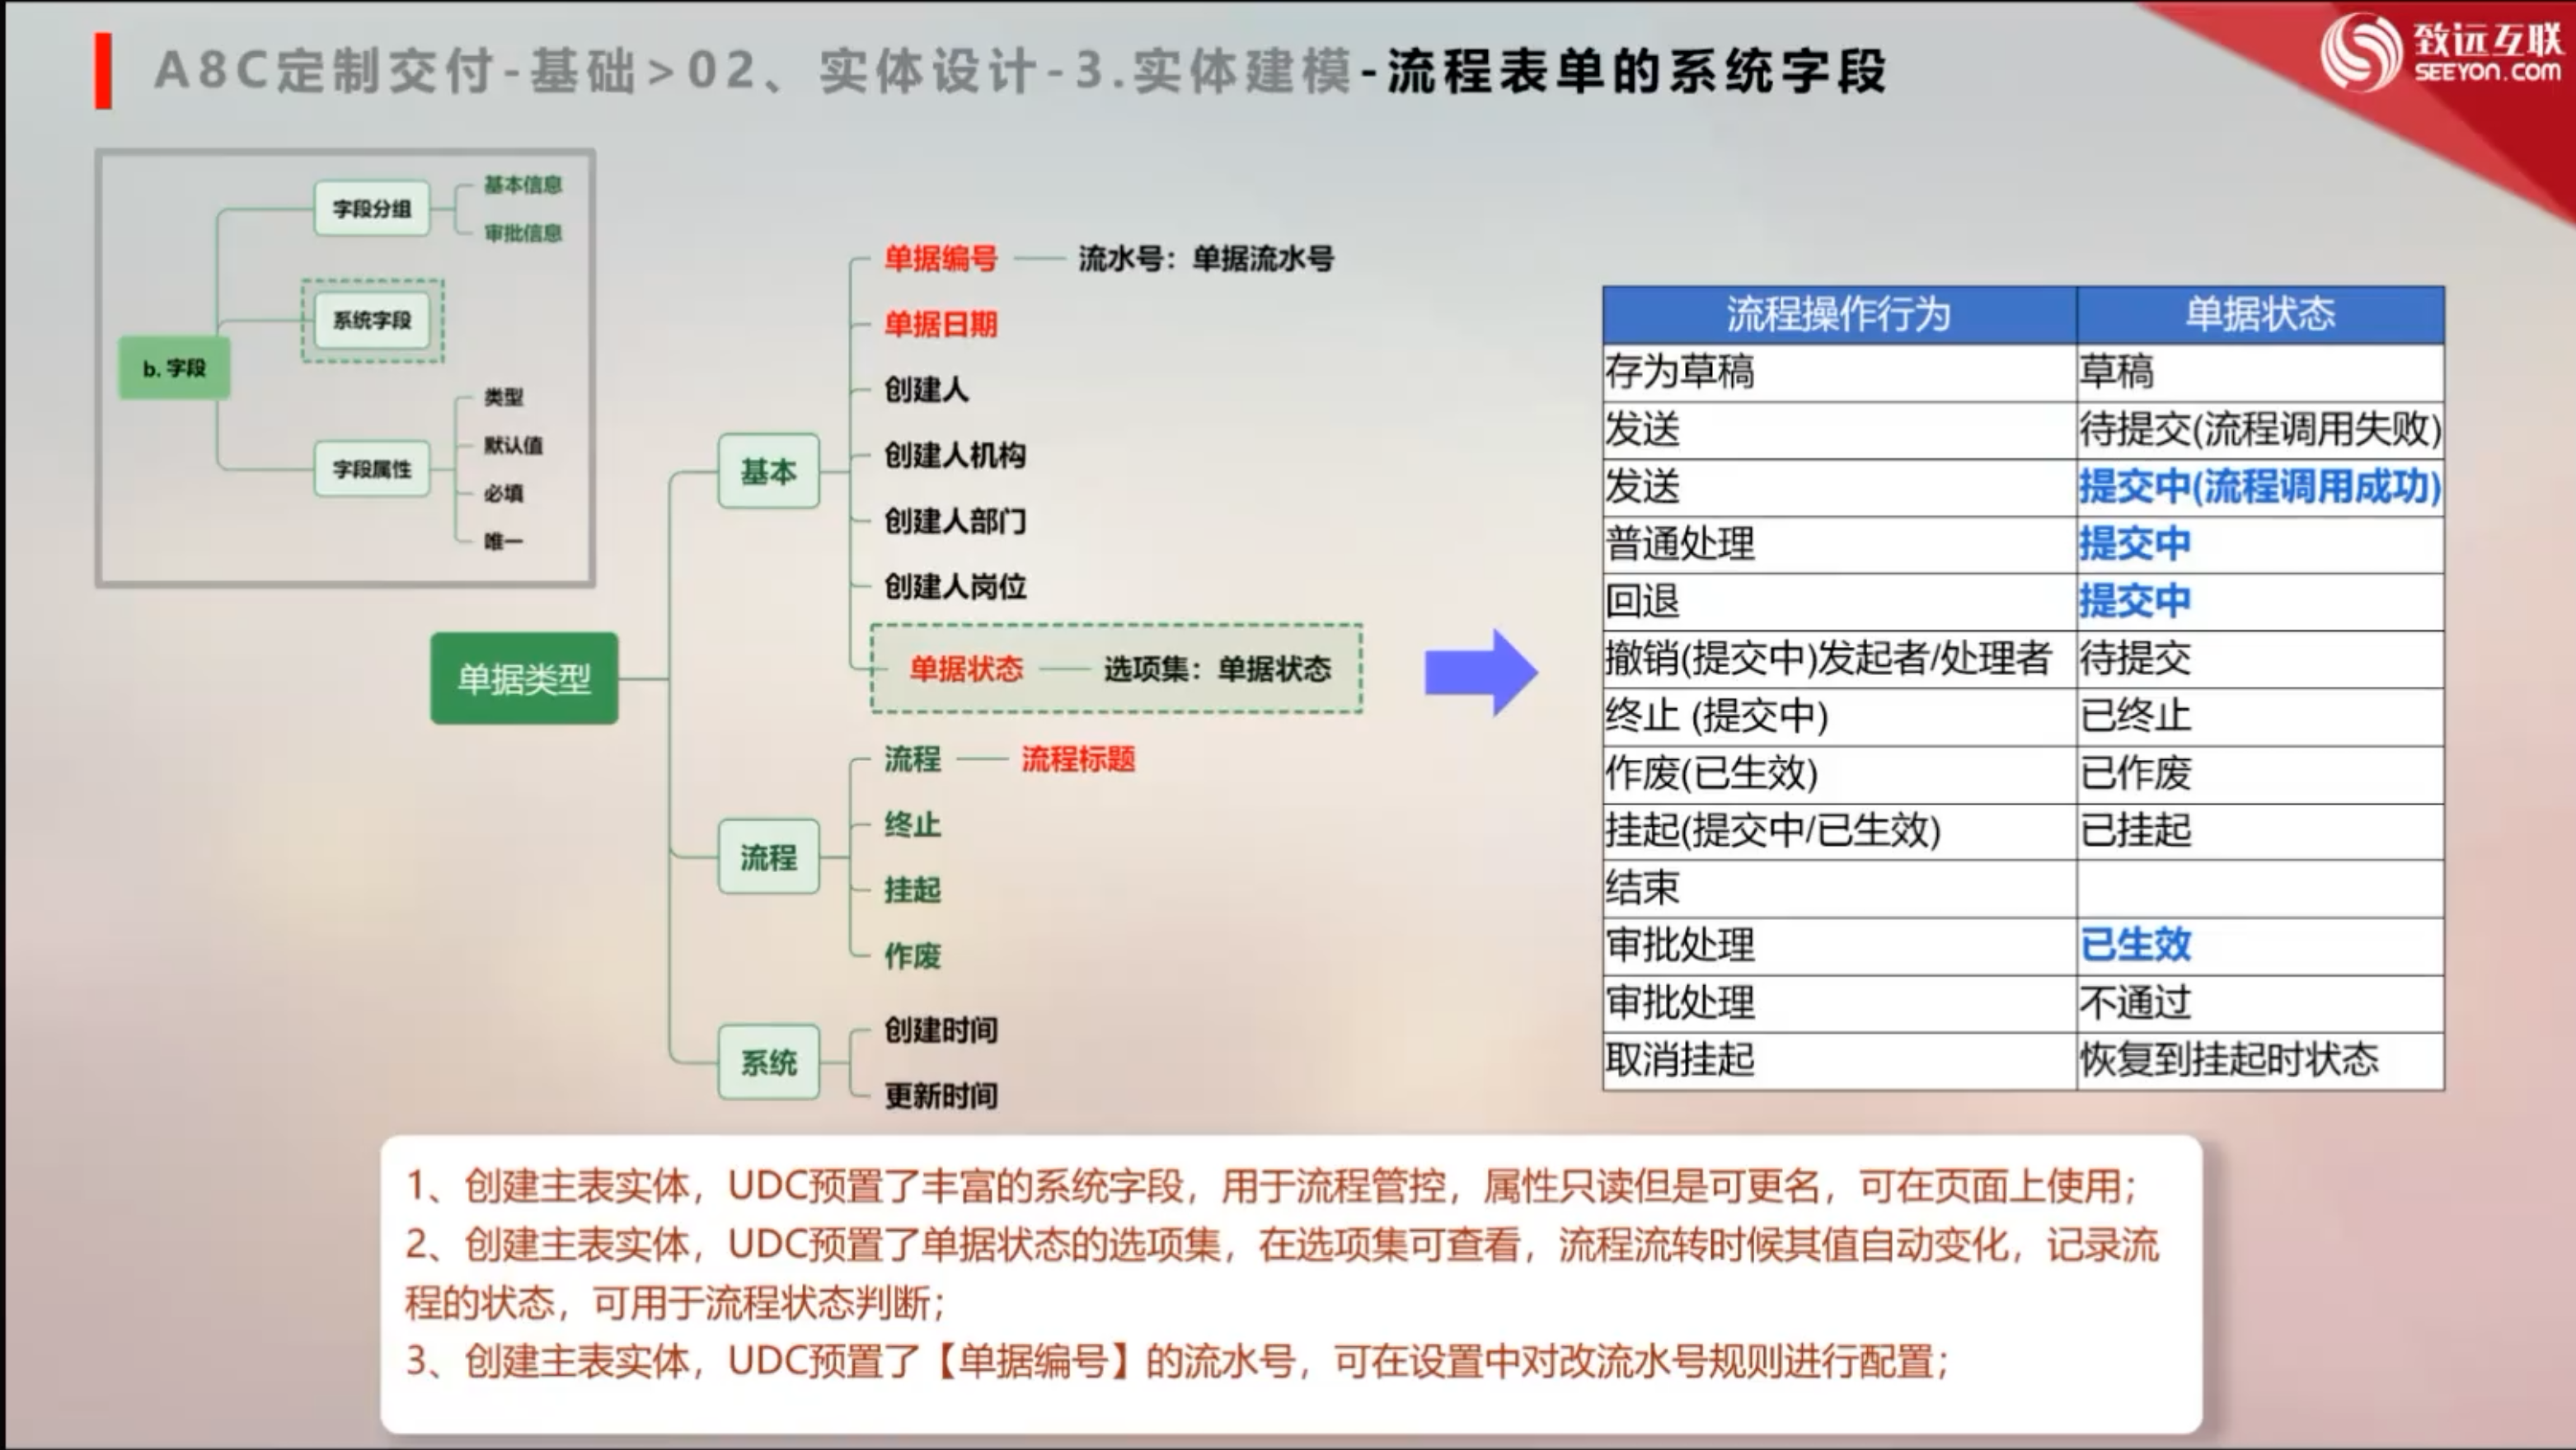 A8C定制交付-基础>02、实体设计-3.实体建模-流程表单的系统字段
致远互联
SEEYON.COM
b. 字段
字段分组
基本信息
审批信息
系统字段
字段属性
类型
默认值
必填
唯一
单据类型
基本
单据编号
流水号：单据流水号
单据日期
创建人
创建人机构
创建人部门
创建人岗位
单据状态
选项集：单据状态
流程
流程
流程标题
终止
挂起
作废
系统
创建时间
更新时间
流程操作行为 单据状态
存为草稿 草稿
发送 待提交(流程调用失败)
发送 提交中(流程调用成功)
普通处理 提交中
回退 提交中
撤销(提交中)发起者/处理者 待提交
终止 (提交中) 已终止
作废(已生效) 已作废
挂起(提交中/已生效) 已挂起
结束
审批处理 已生效
审批处理 不通过
取消挂起 恢复到挂起时状态
1、创建主表实体，UDC预置了丰富的系统字段，用于流程管控，属性只读但是可更名，可在页面上使用；
2、创建主表实体，UDC预置了单据状态的选项集，在选项集可查看，流程流转时候其值自动变化，记录流
程的状态，可用于流程状态判断；
3、创建主表实体，UDC预置了【单据编号】的流水号，可在设置中对改流水号规则进行配置；